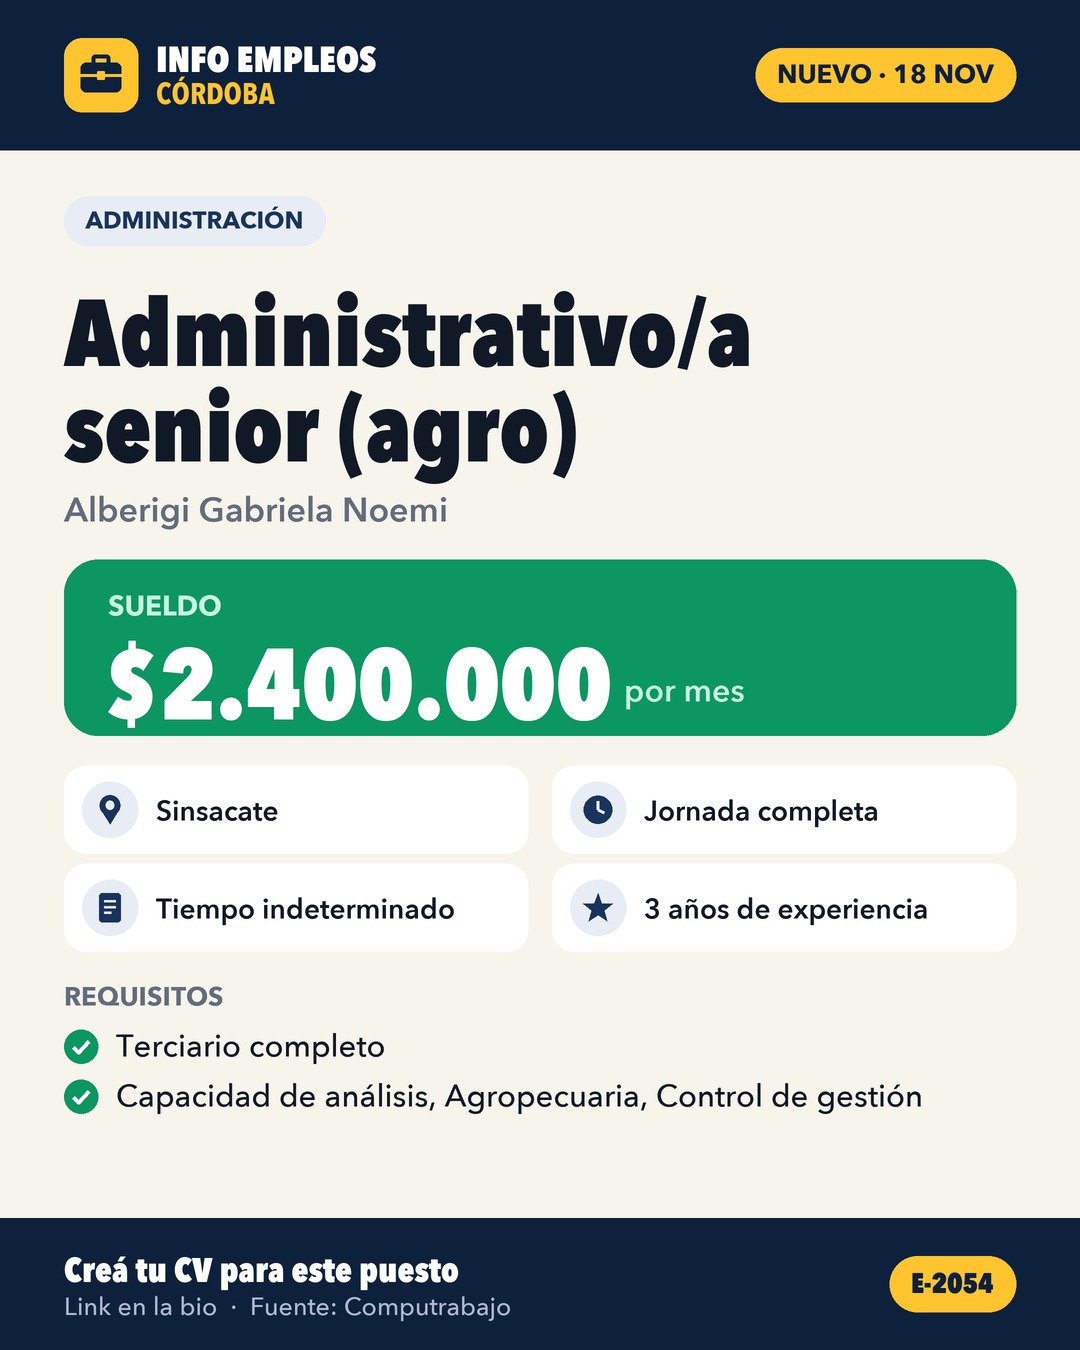 INFO EMPLEOS
CÓRDOBA
NUEVO · 18 NOV
ADMINISTRACIÓN
Administrativo/a
senior (agro)
Alberigi Gabriela Noemi
SUELDO
$2.400.000 por mes
Sinsacate
Jornada completa
Tiempo indeterminado
3 años de experiencia
REQUISITOS
Terciario completo
Capacidad de análisis, Agropecuaria, Control de gestión
Creá tu CV para este puesto
Link en la bio · Fuente: Computrabajo
E-2054